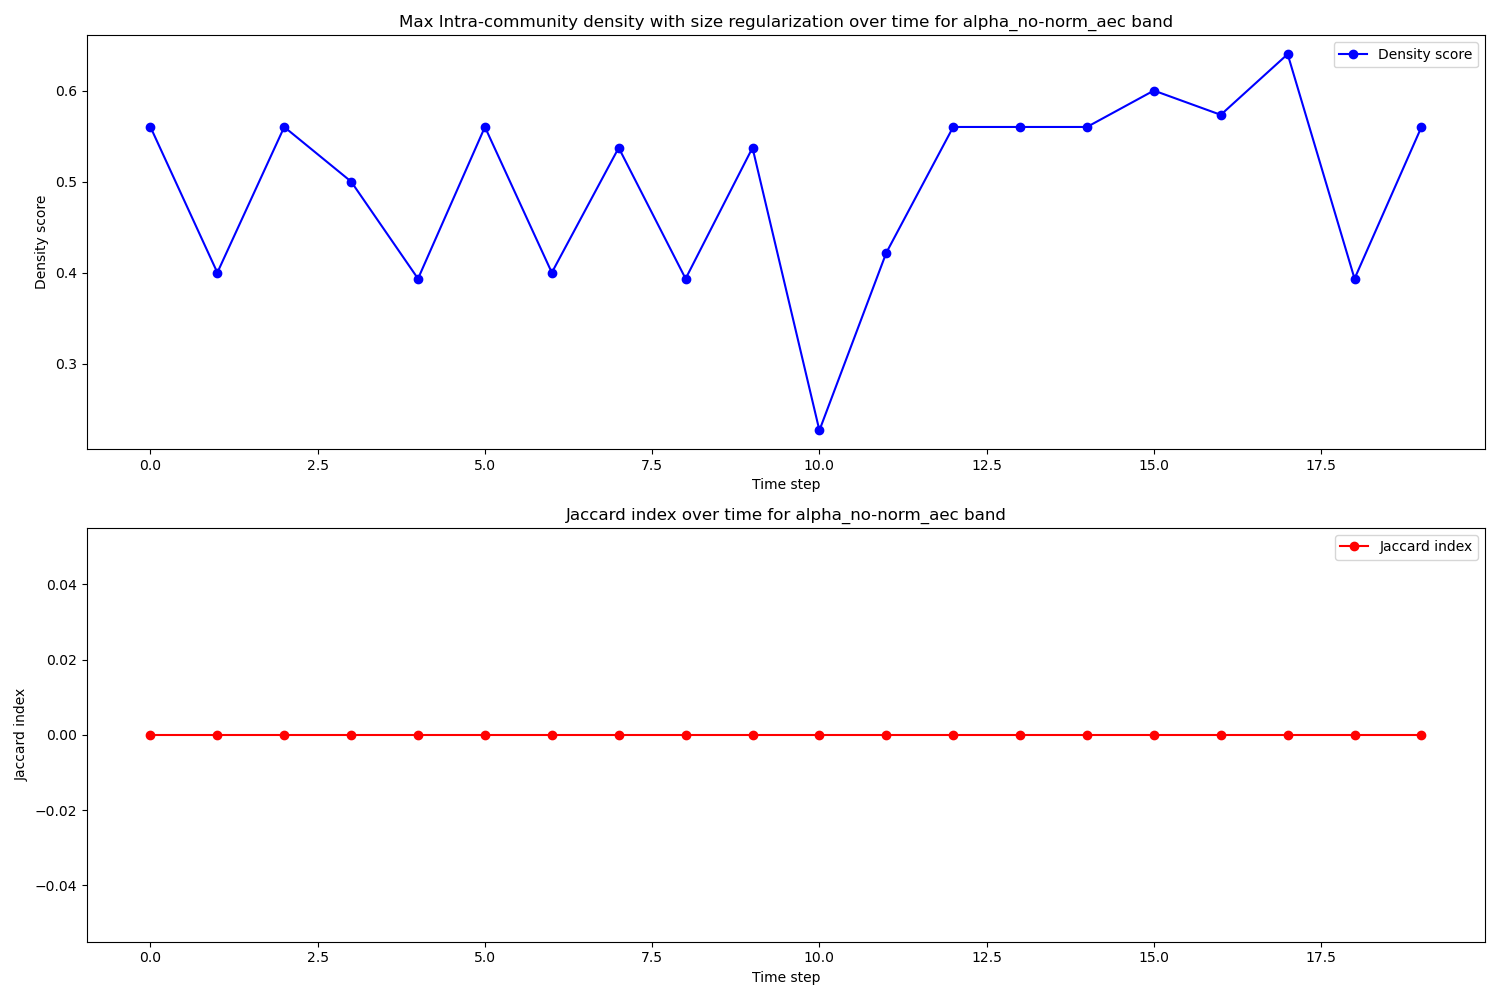 Max Intra-community density with size regularization over time for alpha_no-norm_aec band
Density score
0.6
0.5
0.4
0.3
Density score
0.0 2.5 5.0 7.5 10.0 12.5 15.0 17.5
Time step
Jaccard index over time for alpha_no-norm_aec band
Jaccard index
0.04
0.02
0.00
−0.02
−0.04
Jaccard index
0.0 2.5 5.0 7.5 10.0 12.5 15.0 17.5
Time step